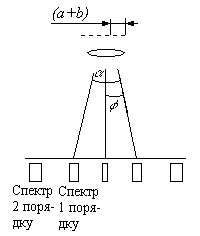 (a+b)
α
φ
Спектр
2 поря-
дку
Спектр
1 поря-
дку